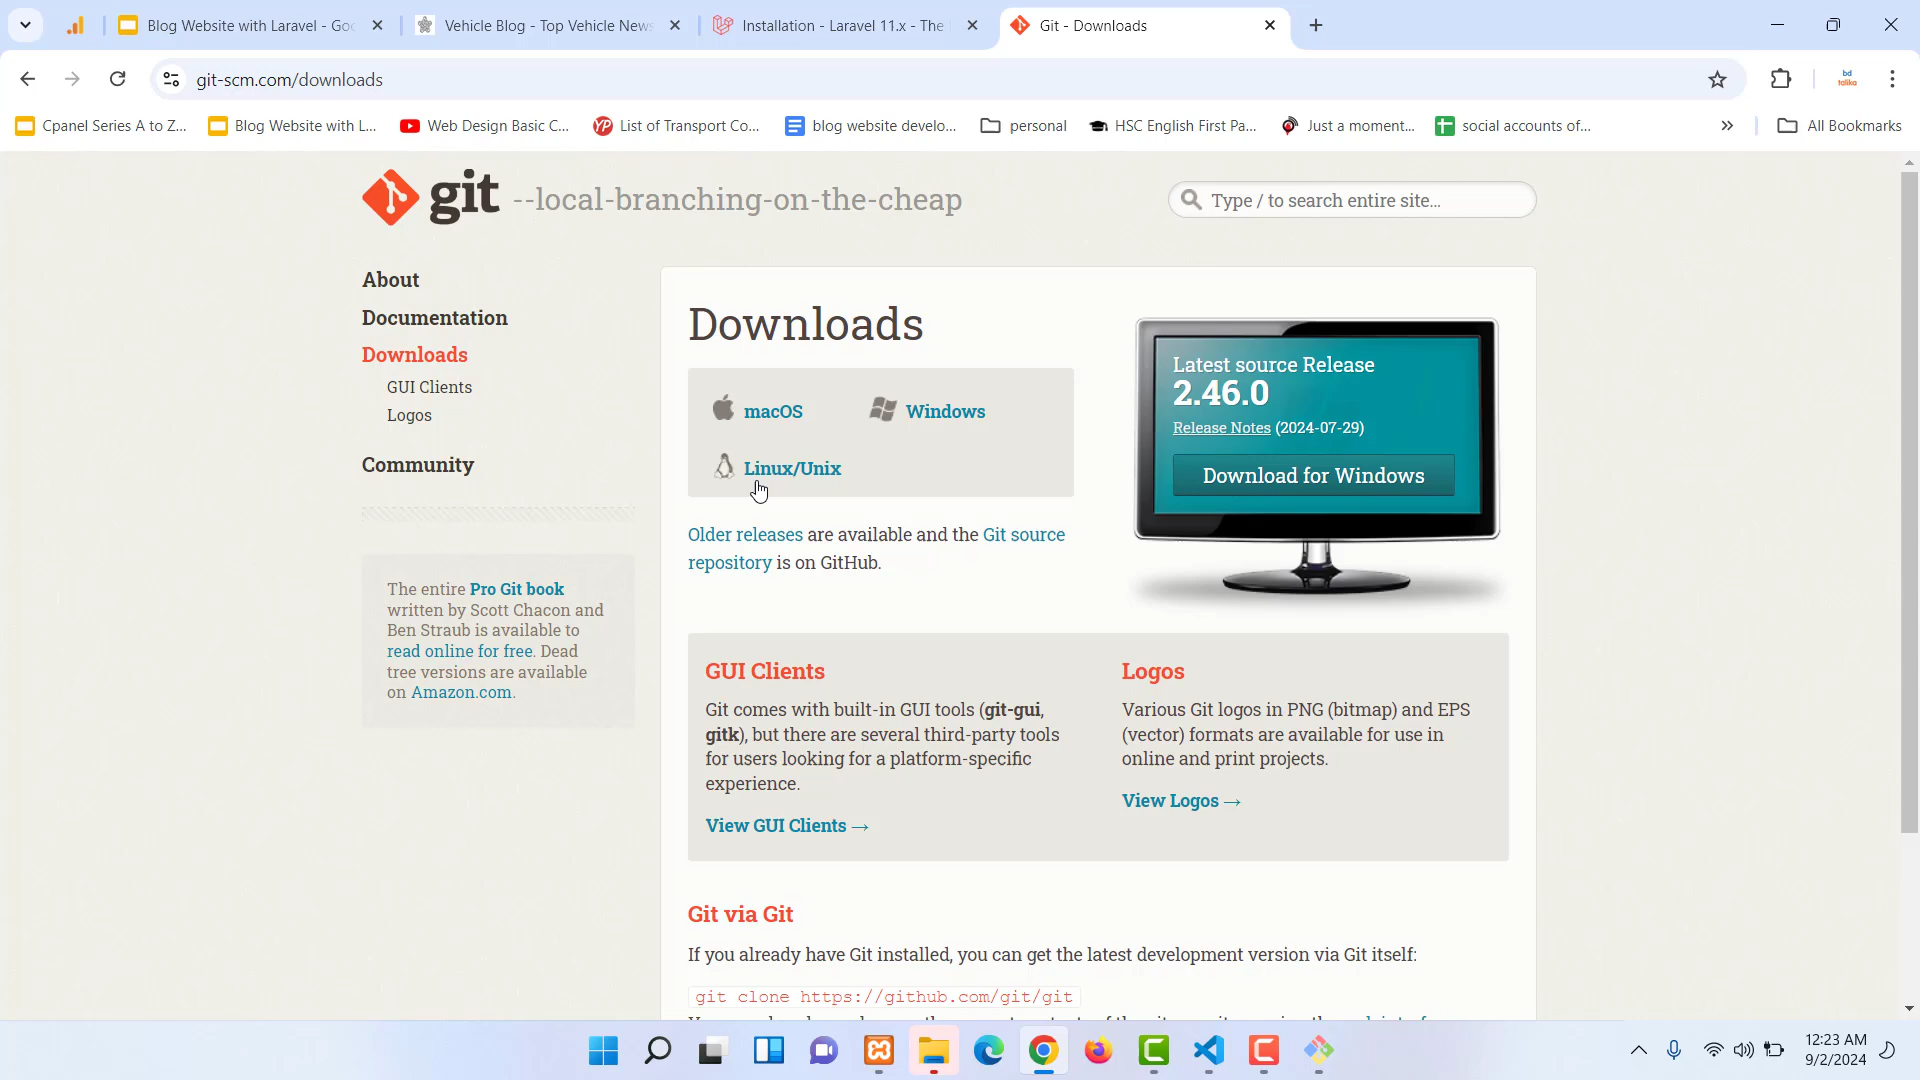 Blog Website with Laravel - Goo
Vehicle Blog - Top Vehicle News
Installation - Laravel 11.x - The
Git - Downloads
git-scm.com/downloads
bd
tolika
Cpanel Series A to Z...
Blog Website with L...
Web Design Basic C...
YP
List of Transport Co...
blog website develo...
personal
HSC English First Pa...
Just a moment...
social accounts of...
All Bookmarks
git --local-branching-on-the-cheap
Type / to search entire site...
About
Documentation
Downloads
GUI Clients
Logos
Community
The entire Pro Git book
written by Scott Chacon and
Ben Straub is available to
read online for free. Dead
tree versions are available
on Amazon.com.
Downloads
macOS
Windows
Linux/Unix
Older releases are available and the Git source
repository is on GitHub.
Latest source Release
2.46.0
Release Notes (2024-07-29)
Download for Windows
GUI Clients
Git comes with built-in GUI tools (git-gui,
gitk), but there are several third-party tools
for users looking for a platform-specific
experience.
View GUI Clients →
Logos
Various Git logos in PNG (bitmap) and EPS
(vector) formats are available for use in
online and print projects.
View Logos →
Git via Git
If you already have Git installed, you can get the latest development version via Git itself:
git clone https://github.com/git/git
12:23 AM
9/2/2024